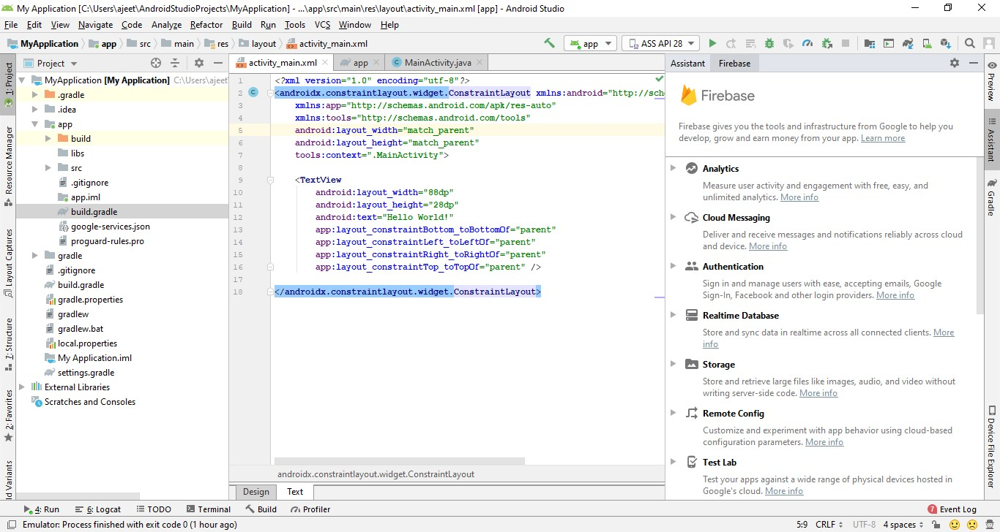 My Application [C:\Users\ajeet\AndroidStudioProjects\MyApplication] - ...\app\src\main\res\layout\activity_main.xml [app] - Android Studio
File Edit View Navigate Code Analyze Refactor Build Run Tools VCS Window Help
MyApplication app src main res layout activity_main.xml app ASS API 28
1: Project
Resource Manager
Layout Captures
7: Structure
2: Favorites
ld Variants
Project
MyApplication [My Application] C:\Users\ajeet
.gradle
.idea
app
build
libs
src
.gitignore
app.iml
build.gradle
google-services.json
proguard-rules.pro
gradle
.gitignore
build.gradle
gradle.properties
gradlew
gradlew.bat
local.properties
My Application.iml
settings.gradle
External Libraries
Scratches and Consoles
activity_main.xml app MainActivity.java
1 <?xml version="1.0" encoding="utf-8"?>
2 <androidx.constraintlayout.widget.ConstraintLayout xmlns:android="http://sch
3 xmlns:app="http://schemas.android.com/apk/res-auto"
4 xmlns:tools="http://schemas.android.com/tools"
5 android:layout_width="match_parent"
6 android:layout_height="match_parent"
7 tools:context=".MainActivity">
8
9 <TextView
10 android:layout_width="88dp"
11 android:layout_height="28dp"
12 android:text="Hello World!"
13 app:layout_constraintBottom_toBottomOf="parent"
14 app:layout_constraintLeft_toLeftOf="parent"
15 app:layout_constraintRight_toRightOf="parent"
16 app:layout_constraintTop_toTopOf="parent" />
17
18 </androidx.constraintlayout.widget.ConstraintLayout>
androidx.constraintlayout.widget.ConstraintLayout
Design Text
Assistant Firebase
Firebase
Firebase gives you the tools and infrastructure from Google to help you
develop, grow and earn money from your app. Learn more
Analytics
Measure user activity and engagement with free, easy, and
unlimited analytics. More info
Cloud Messaging
Deliver and receive messages and notifications reliably across cloud
and device. More info
Authentication
Sign in and manage users with ease, accepting emails, Google
Sign-In, Facebook and other login providers. More info
Realtime Database
Store and sync data in realtime across all connected clients. More
info
Storage
Store and retrieve large files like images, audio, and video without
writing server-side code. More info
Remote Config
Customize and experiment with app behavior using cloud-based
configuration parameters. More info
Test Lab
Test your apps against a wide range of physical devices hosted in
Google's cloud. More info
Preview
Assistant
Gradle
Device File Explorer
4: Run 6: Logcat TODO Terminal Build Profiler 7 Event Log
Emulator: Process finished with exit code 0 (1 hour ago) 5:9 CRLF UTF-8 4 spaces